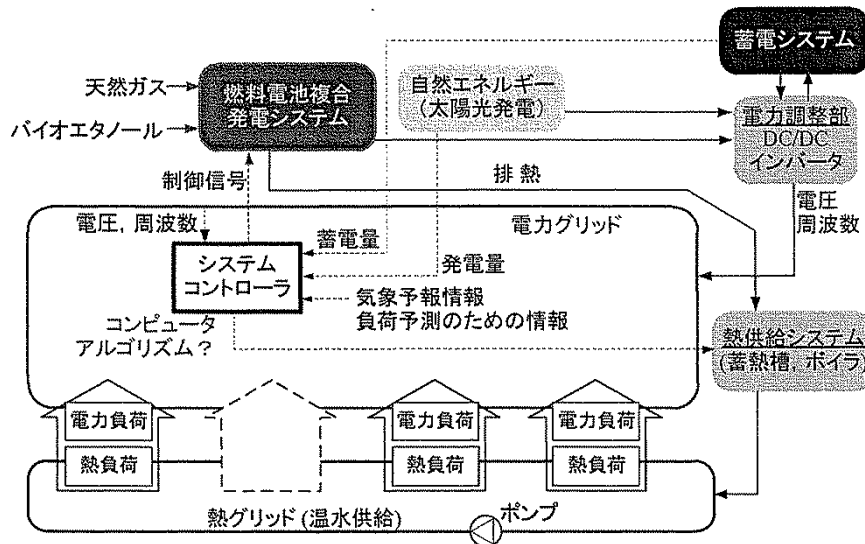 蓄電システム
天然ガス
燃料電池複合
発電システム
自然エネルギー
(太陽光発電)
バイオエタノール
電力調整部
DC/DC
インバータ
制御信号
排熱
電圧
周波数
電圧, 周波数
蓄電量
電力グリッド
システム
コントローラ
発電量
気象予報情報
負荷予測のための情報
コンピュータ
アルゴリズム?
熱供給システム
(蓄熱槽, ボイラ)
電力負荷
電力負荷
電力負荷
熱負荷
熱負荷
熱負荷
熱グリッド(温水供給)
ポンプ